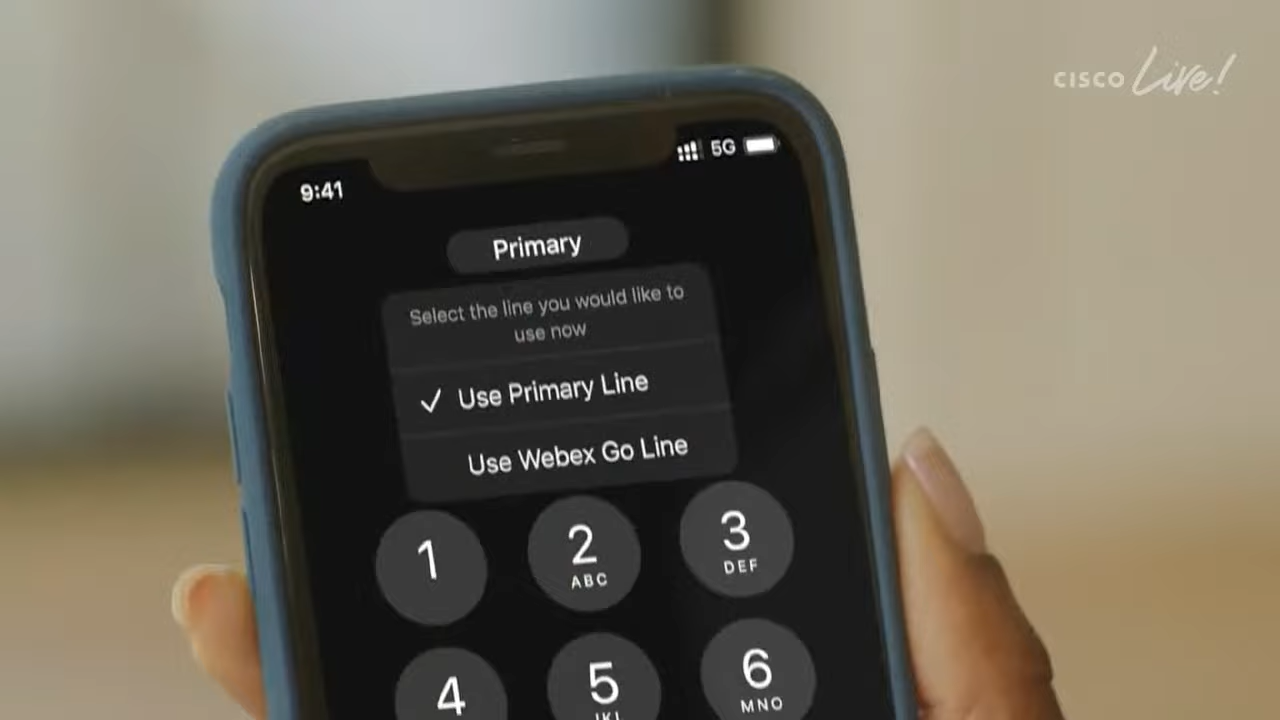 CISCO Live!
9:41
5G
Primary
Select the line you would like to
use now
✓ Use Primary Line
Use Webex Go Line
1
2
ABC
3
DEF
4
5
JKL
6
MNO